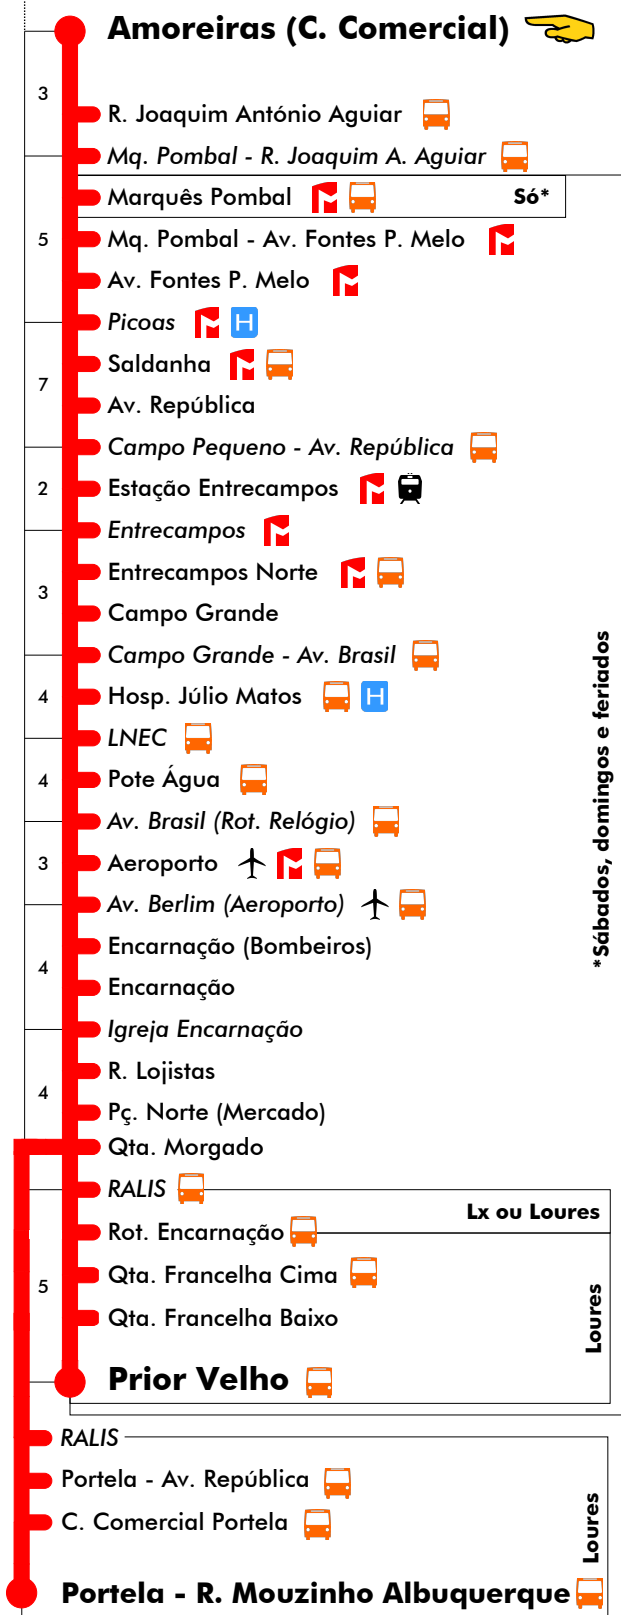 Amoreiras (C. Comercial)
3
R. Joaquim António Aguiar
Mq. Pombal - R. Joaquim A. Aguiar
Marquês Pombal
Só*
5
Mq. Pombal - Av. Fontes P. Melo
Av. Fontes P. Melo
Picoas
H
Saldanha
7
Av. República
Campo Pequeno - Av. República
2
Estação Entrecampos
Entrecampos
Entrecampos Norte
3
Campo Grande
Campo Grande - Av. Brasil
4
Hosp. Júlio Matos
H
LNEC
4
Pote Água
Av. Brasil (Rot. Relógio)
3
Aeroporto
Av. Berlim (Aeroporto)
Encarnação (Bombeiros)
4
Encarnação
Igreja Encarnação
R. Lojistas
4
Pç. Norte (Mercado)
Qta. Morgado
RALIS
Lx ou Loures
Rot. Encarnação
Qta. Francelha Cima
5
Qta. Francelha Baixo
Loures
Prior Velho
*Sábados, domingos e feriados
RALIS
Portela - Av. República
C. Comercial Portela
Loures
Portela - R. Mouzinho Albuquerque